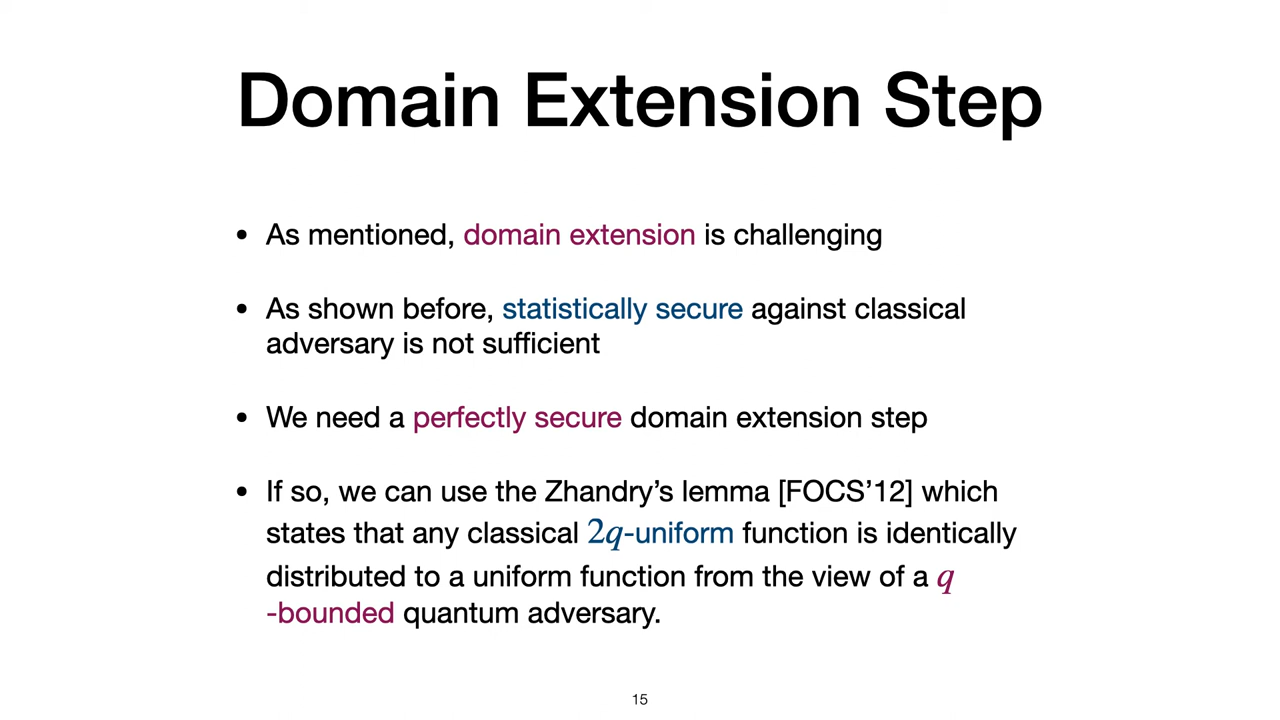 Domain Extension Step
• As mentioned, domain extension is challenging
• As shown before, statistically secure against classical
adversary is not sufficient
• We need a perfectly secure domain extension step
• If so, we can use the Zhandry’s lemma [FOCS’12] which
states that any classical 2q-uniform function is identically
distributed to a uniform function from the view of a q
-bounded quantum adversary.
15